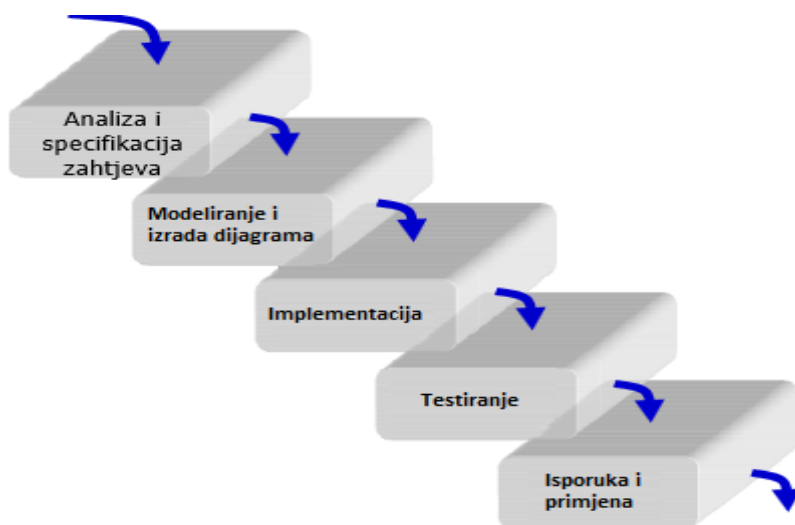 Analiza i
specifikacija
zahtjeva
Modeliranje i
izrada dijagrama
Implementacija
Testiranje
Isporuka i
primjena